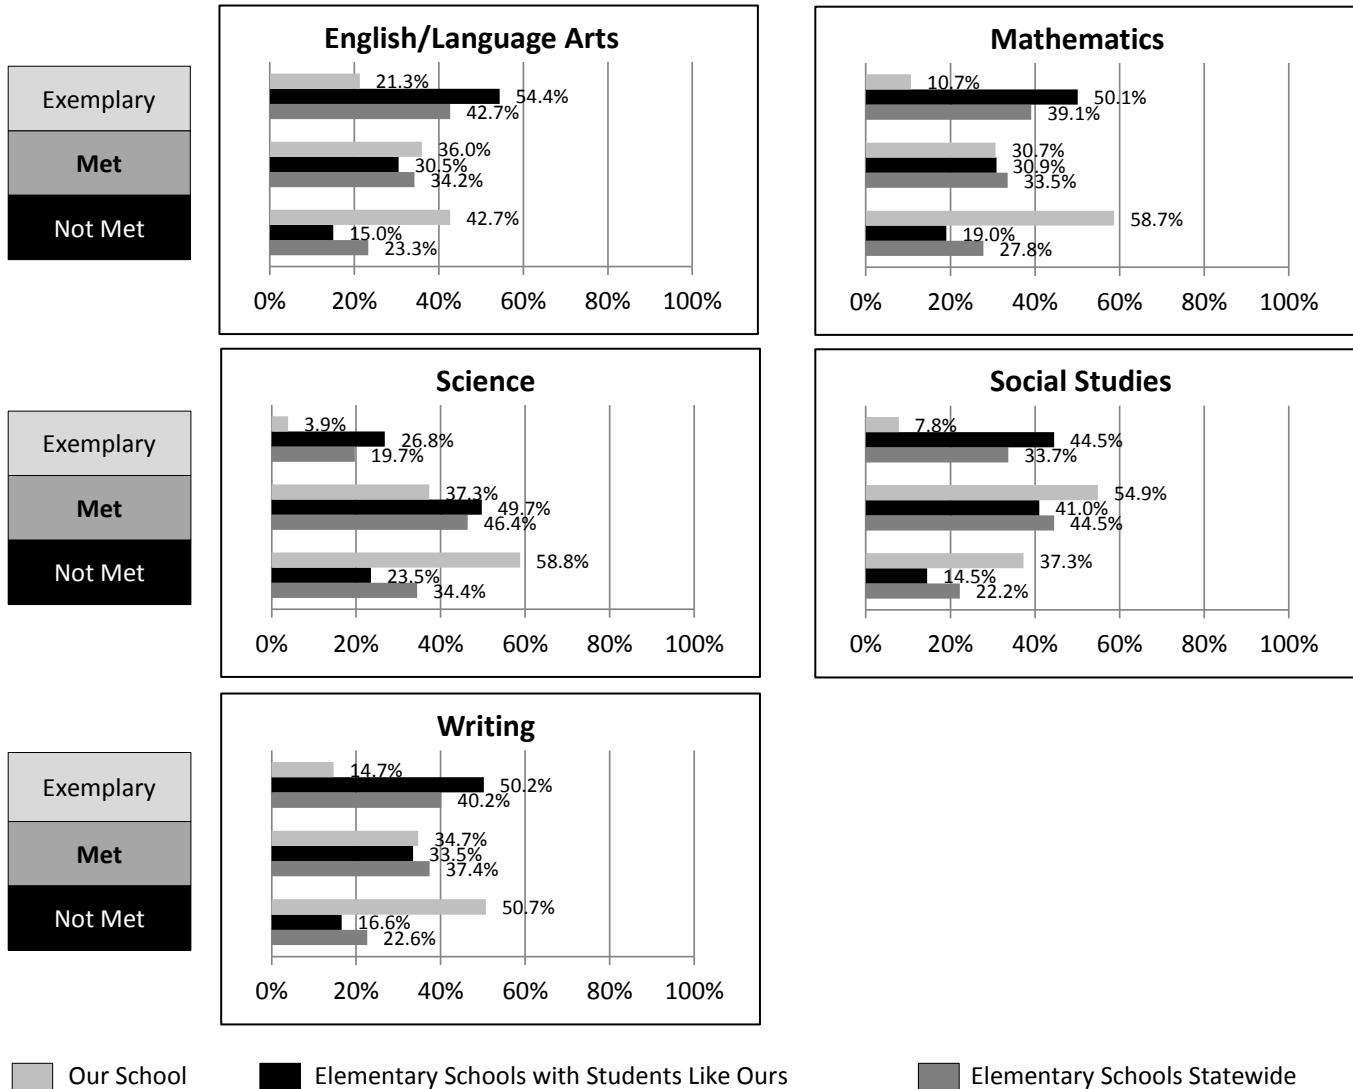 English/Language Arts
Exemplary
Met
Not Met
21.3%
54.4%
42.7%
36.0%
30.5%
34.2%
42.7%
15.0%
23.3%
0% 20% 40% 60% 80% 100%
Mathematics
10.7%
50.1%
39.1%
30.7%
30.9%
33.5%
58.7%
19.0%
27.8%
0% 20% 40% 60% 80% 100%
Science
Exemplary
Met
Not Met
3.9%
26.8%
19.7%
37.3%
49.7%
46.4%
58.8%
23.5%
34.4%
0% 20% 40% 60% 80% 100%
Social Studies
7.8%
44.5%
33.7%
54.9%
41.0%
44.5%
37.3%
14.5%
22.2%
0% 20% 40% 60% 80% 100%
Writing
Exemplary
Met
Not Met
14.7%
50.2%
40.2%
34.7%
33.5%
37.4%
50.7%
16.6%
22.6%
0% 20% 40% 60% 80% 100%
Our School
Elementary Schools with Students Like Ours
Elementary Schools Statewide